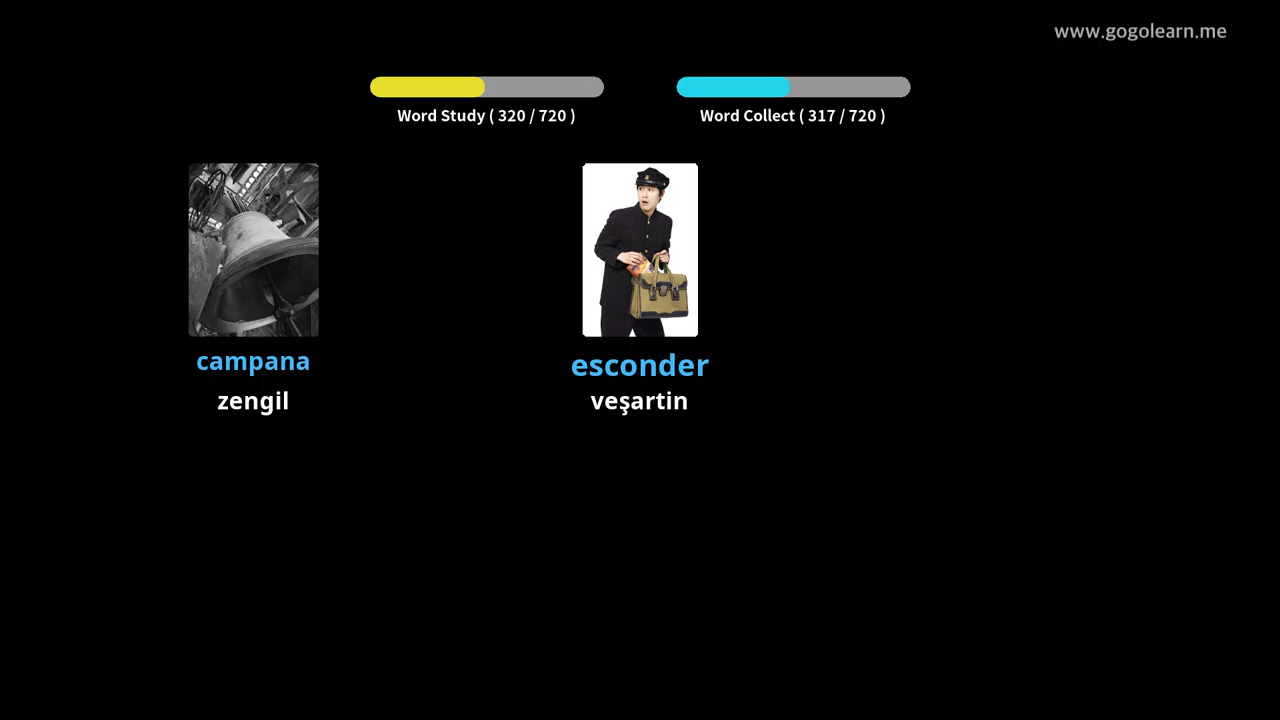 www.gogolearn.me
Word Study ( 320 / 720 )
Word Collect ( 317 / 720 )
campana
zengil
esconder
veşartin